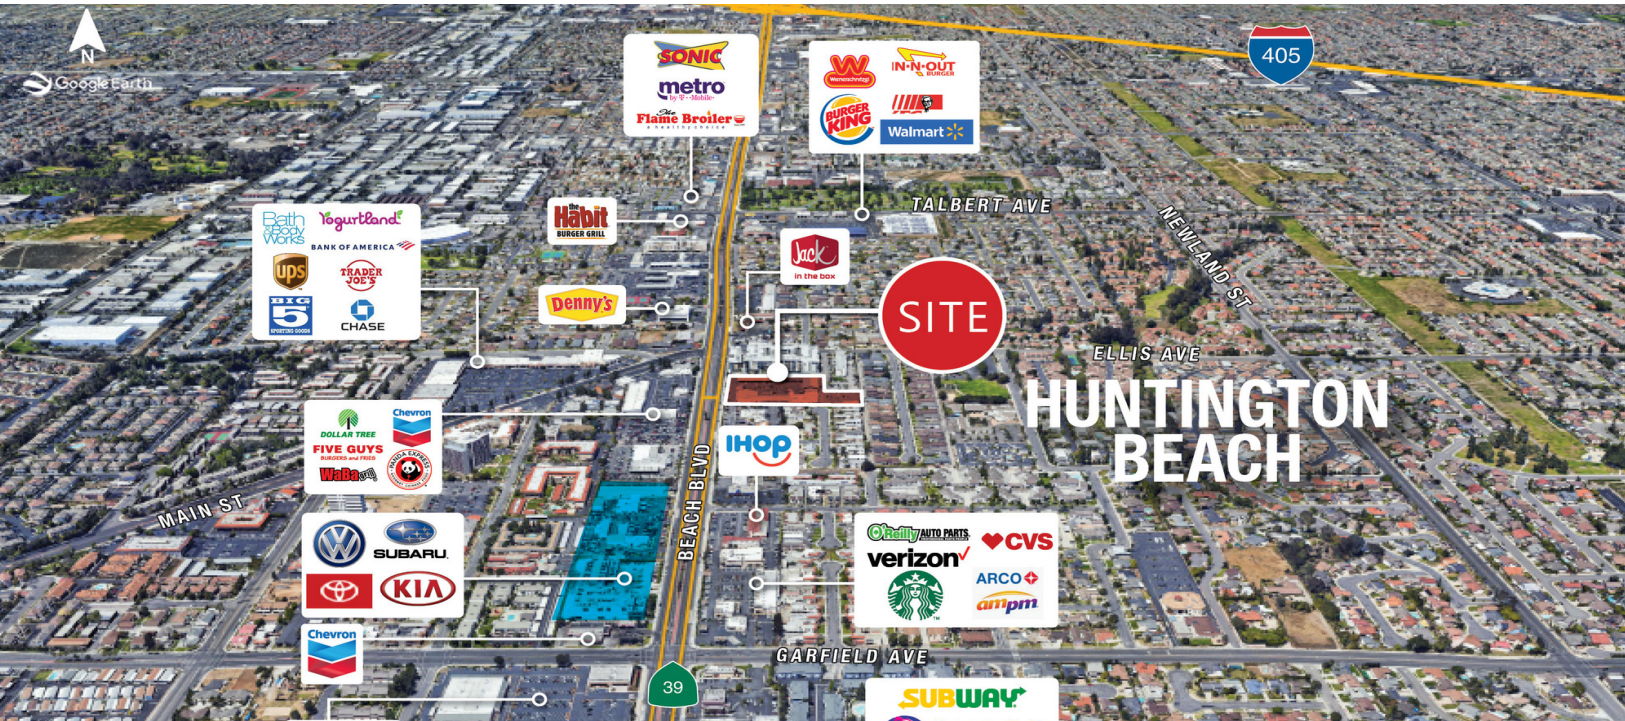 N
Google Earth
SONIC
metro
by T-Mobile
The
Flame Broiler
a healthy choice
W
Wienerschnitzel
IN-N-OUT
BURGER
BURGER
KING
Walmart
405
TALBERT AVE
NEWLAND ST
Bath
& Body
Works
Yogurtland
BANK OF AMERICA
ups
TRADER
JOE'S
BIG
5
SPORTING GOODS
CHASE
the
Habit
BURGER GRILL
Jack
in the box
Denny's
SITE
ELLIS AVE
HUNTINGTON
BEACH
DOLLAR TREE
Chevron
FIVE GUYS
BURGERS and FRIES
WaBa grill
PANDA EXPRESS
IHOP
BEACH BLVD
MAIN ST
SUBARU
TOYOTA
KIA
O'Reilly AUTO PARTS
CVS
verizon
ARCO
ampm
Chevron
GARFIELD AVE
39
SUBWAY